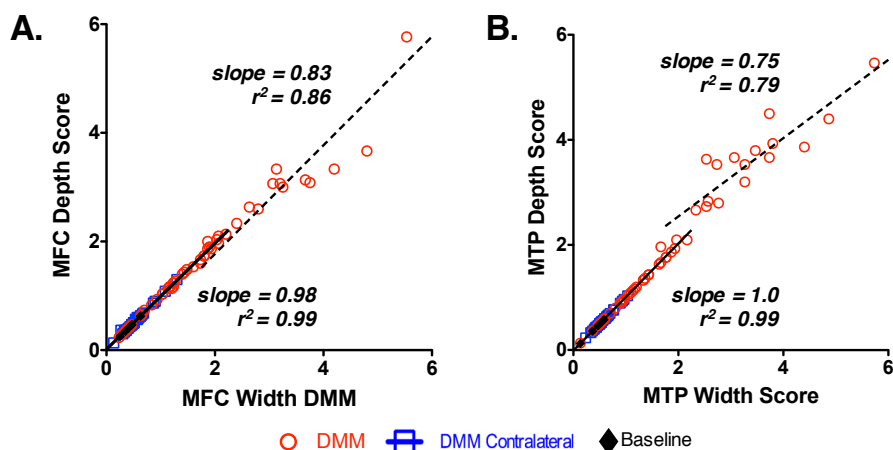 A.
6
4
2
0
MFC Depth Score
slope = 0.83
r² = 0.86
slope = 0.98
r² = 0.99
0 2 4 6
MFC Width DMM
B.
6
4
2
0
MTP Depth Score
slope = 0.75
r² = 0.79
slope = 1.0
r² = 0.99
0 2 4 6
MTP Width Score
DMM DMM Contralateral Baseline